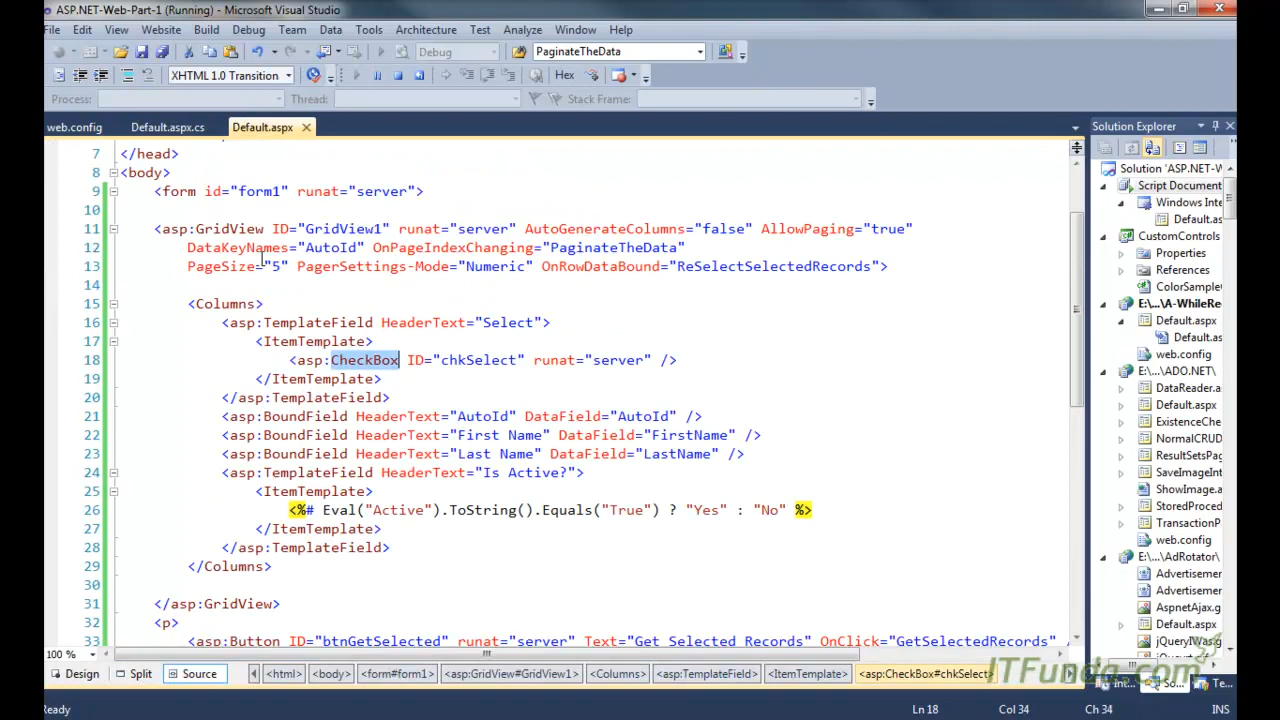 ASP.NET-Web-Part-1 (Running) - Microsoft Visual Studio
File Edit View Website Build Debug Team Data Tools Architecture Test Analyze Window Help
Debug PaginateTheData
XHTML 1.0 Transition Hex
Process: Thread: Stack Frame:
web.config Default.aspx.cs Default.aspx
Solution Explorer
7 </head>
8 <body>
9 <form id="form1" runat="server">
10
11 <asp:GridView ID="GridView1" runat="server" AutoGenerateColumns="false" AllowPaging="true"
12 DataKeyNames="AutoId" OnPageIndexChanging="PaginateTheData"
13 PageSize="5" PagerSettings-Mode="Numeric" OnRowDataBound="ReSelectSelectedRecords">
14
15 <Columns>
16 <asp:TemplateField HeaderText="Select">
17 <ItemTemplate>
18 <asp:CheckBox ID="chkSelect" runat="server" />
19 </ItemTemplate>
20 </asp:TemplateField>
21 <asp:BoundField HeaderText="AutoId" DataField="AutoId" />
22 <asp:BoundField HeaderText="First Name" DataField="FirstName" />
23 <asp:BoundField HeaderText="Last Name" DataField="LastName" />
24 <asp:TemplateField HeaderText="Is Active?">
25 <ItemTemplate>
26 <%# Eval("Active").ToString().Equals("True") ? "Yes" : "No" %>
27 </ItemTemplate>
28 </asp:TemplateField>
29 </Columns>
30
31 </asp:GridView>
32 <p>
33 <asp:Button ID="btnGetSelected" runat="server" Text="Get Selected Records" OnClick="GetSelectedRecords" /
Solution 'ASP.NET-W
Script Document
Windows Inte
Default.as
CustomControls
Properties
References
ColorSample
E:\...\A-WhileRe
Default.aspx
Default.as
web.config
E:\...\ADO.NET\
DataReader.a
Default.aspx
ExistenceChe
NormalCRUD
ResultSetsPag
SaveImageInt
ShowImage.a
StoredProced
TransactionP
web.config
E:\...\AdRotator\
Advertisemen
Advertisemen
AspnetAjax.g
Default.aspx
jQueryIWas.g
100 %
Design Split Source <html> <body> <form#form1> <asp:GridView#GridView1> <Columns> <asp:TemplateField> <ItemTemplate> <asp:CheckBox#chkSelect>
ITFunda.com
Int... So... Te...
Ready Ln 18 Col 34 INS